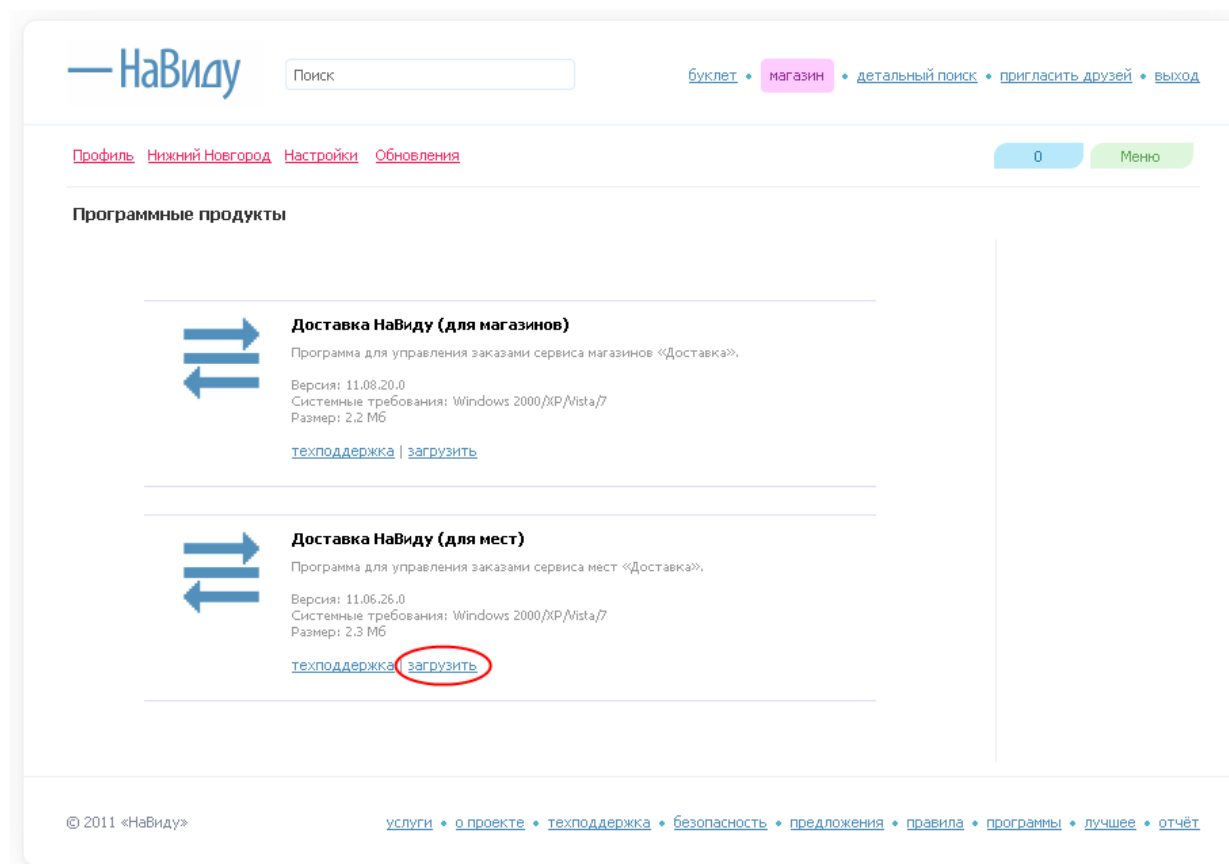 — НаВиду
Поиск
буклет • магазин • детальный поиск • пригласить друзей • выход
Профиль Нижний Новгород Настройки Обновления
0 Меню
Программные продукты
Доставка НаВиду (для магазинов)
Программа для управления заказами сервиса магазинов «Доставка».
Версия: 11.08.20.0
Системные требования: Windows 2000/XP/Vista/7
Размер: 2.2 Мб
техподдержка | загрузить
Доставка НаВиду (для мест)
Программа для управления заказами сервиса мест «Доставка».
Версия: 11.06.26.0
Системные требования: Windows 2000/XP/Vista/7
Размер: 2.3 Мб
техподдержка | загрузить
© 2011 «НаВиду»
услуги • о проекте • техподдержка • безопасность • предложения • правила • программы • лучшее • отчёт